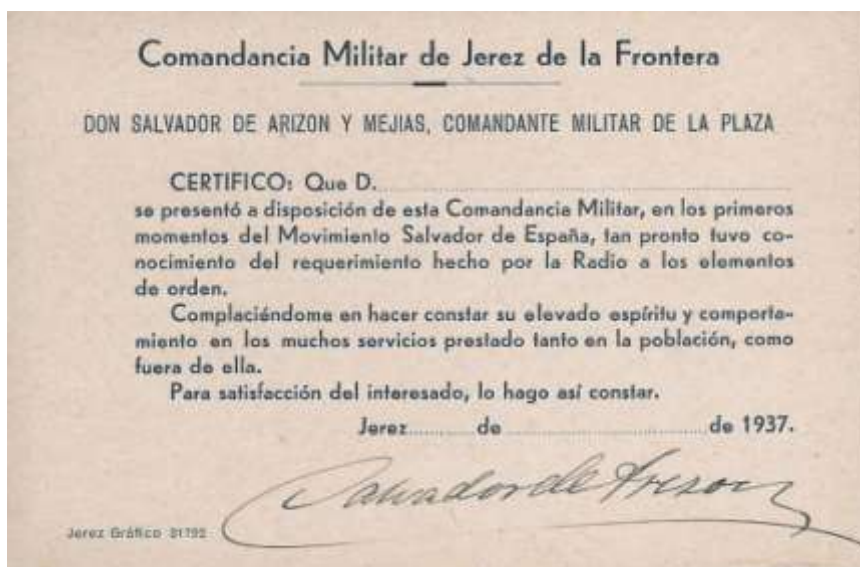 Comandancia Militar de Jerez de la Frontera
DON SALVADOR DE ARIZON Y MEJIAS, COMANDANTE MILITAR DE LA PLAZA
CERTIFICO: Que D.
se presentó a disposición de esta Comandancia Militar, en los primeros
momentos del Movimiento Salvador de España, tan pronto tuvo co-
nocimiento del requerimiento hecho por la Radio a los elementos
de orden.
Complaciéndome en hacer constar su elevado espíritu y comporta-
miento en los muchos servicios prestado tanto en la población, como
fuera de ella.
Para satisfacción del interesado, lo hago así constar.
Jerez de de 1937.
Salvador de Arizon
Jerez Gráfico